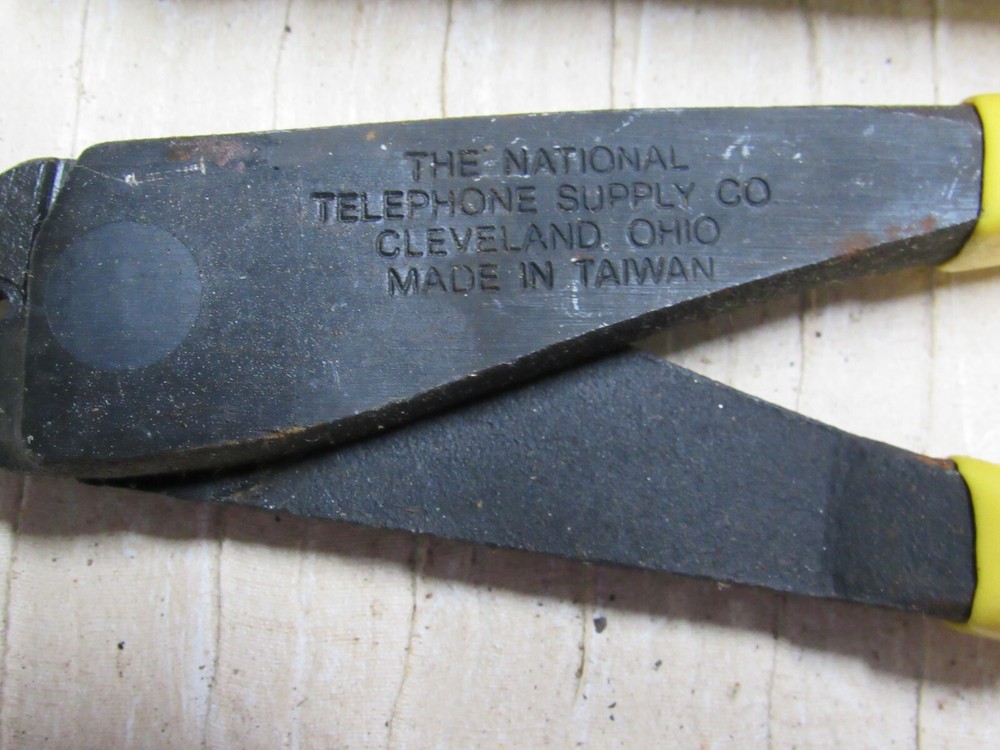 THE NATIONAL
TELEPHONE SUPPLY CO
CLEVELAND. OHIO
MADE IN TAIWAN